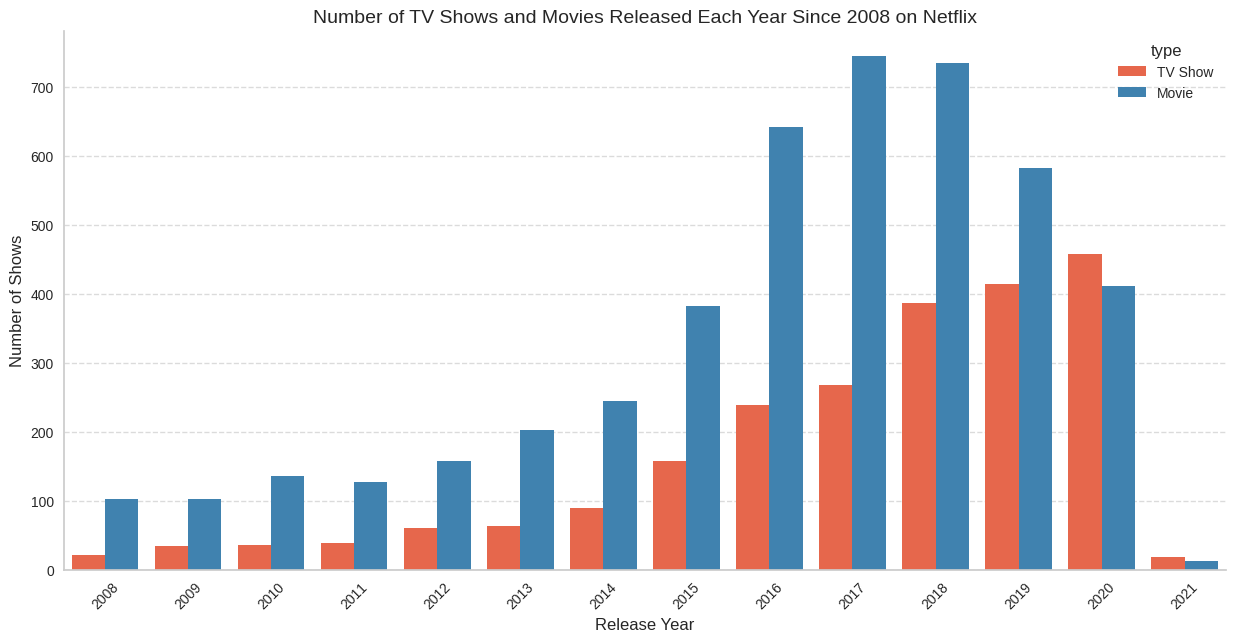 Number of TV Shows and Movies Released Each Year Since 2008 on Netflix
type
TV Show
Movie
Number of Shows
700
600
500
400
300
200
100
0
2008 2009 2010 2011 2012 2013 2014 2015 2016 2017 2018 2019 2020 2021
Release Year